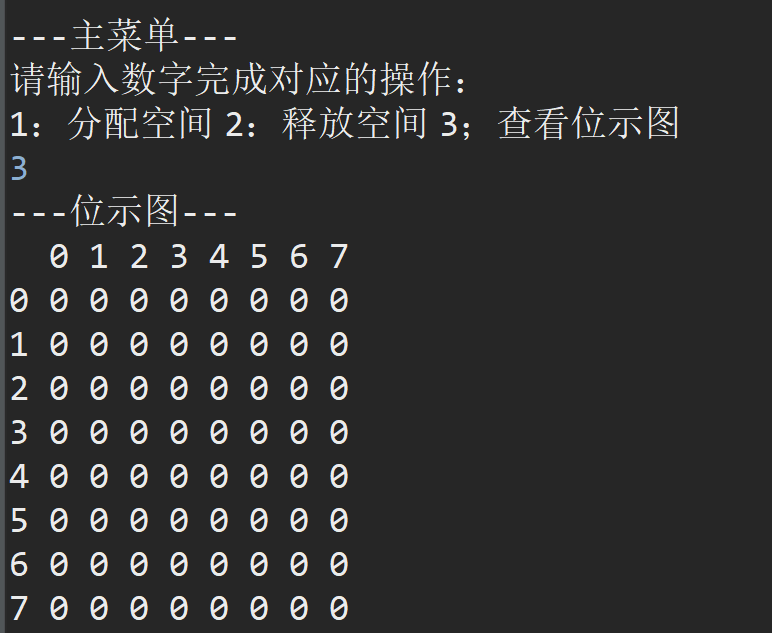 ---主菜单---
请输入数字完成对应的操作：
1：分配空间 2：释放空间 3；查看位示图
3
---位示图---
  0 1 2 3 4 5 6 7
0 0 0 0 0 0 0 0 0
1 0 0 0 0 0 0 0 0
2 0 0 0 0 0 0 0 0
3 0 0 0 0 0 0 0 0
4 0 0 0 0 0 0 0 0
5 0 0 0 0 0 0 0 0
6 0 0 0 0 0 0 0 0
7 0 0 0 0 0 0 0 0